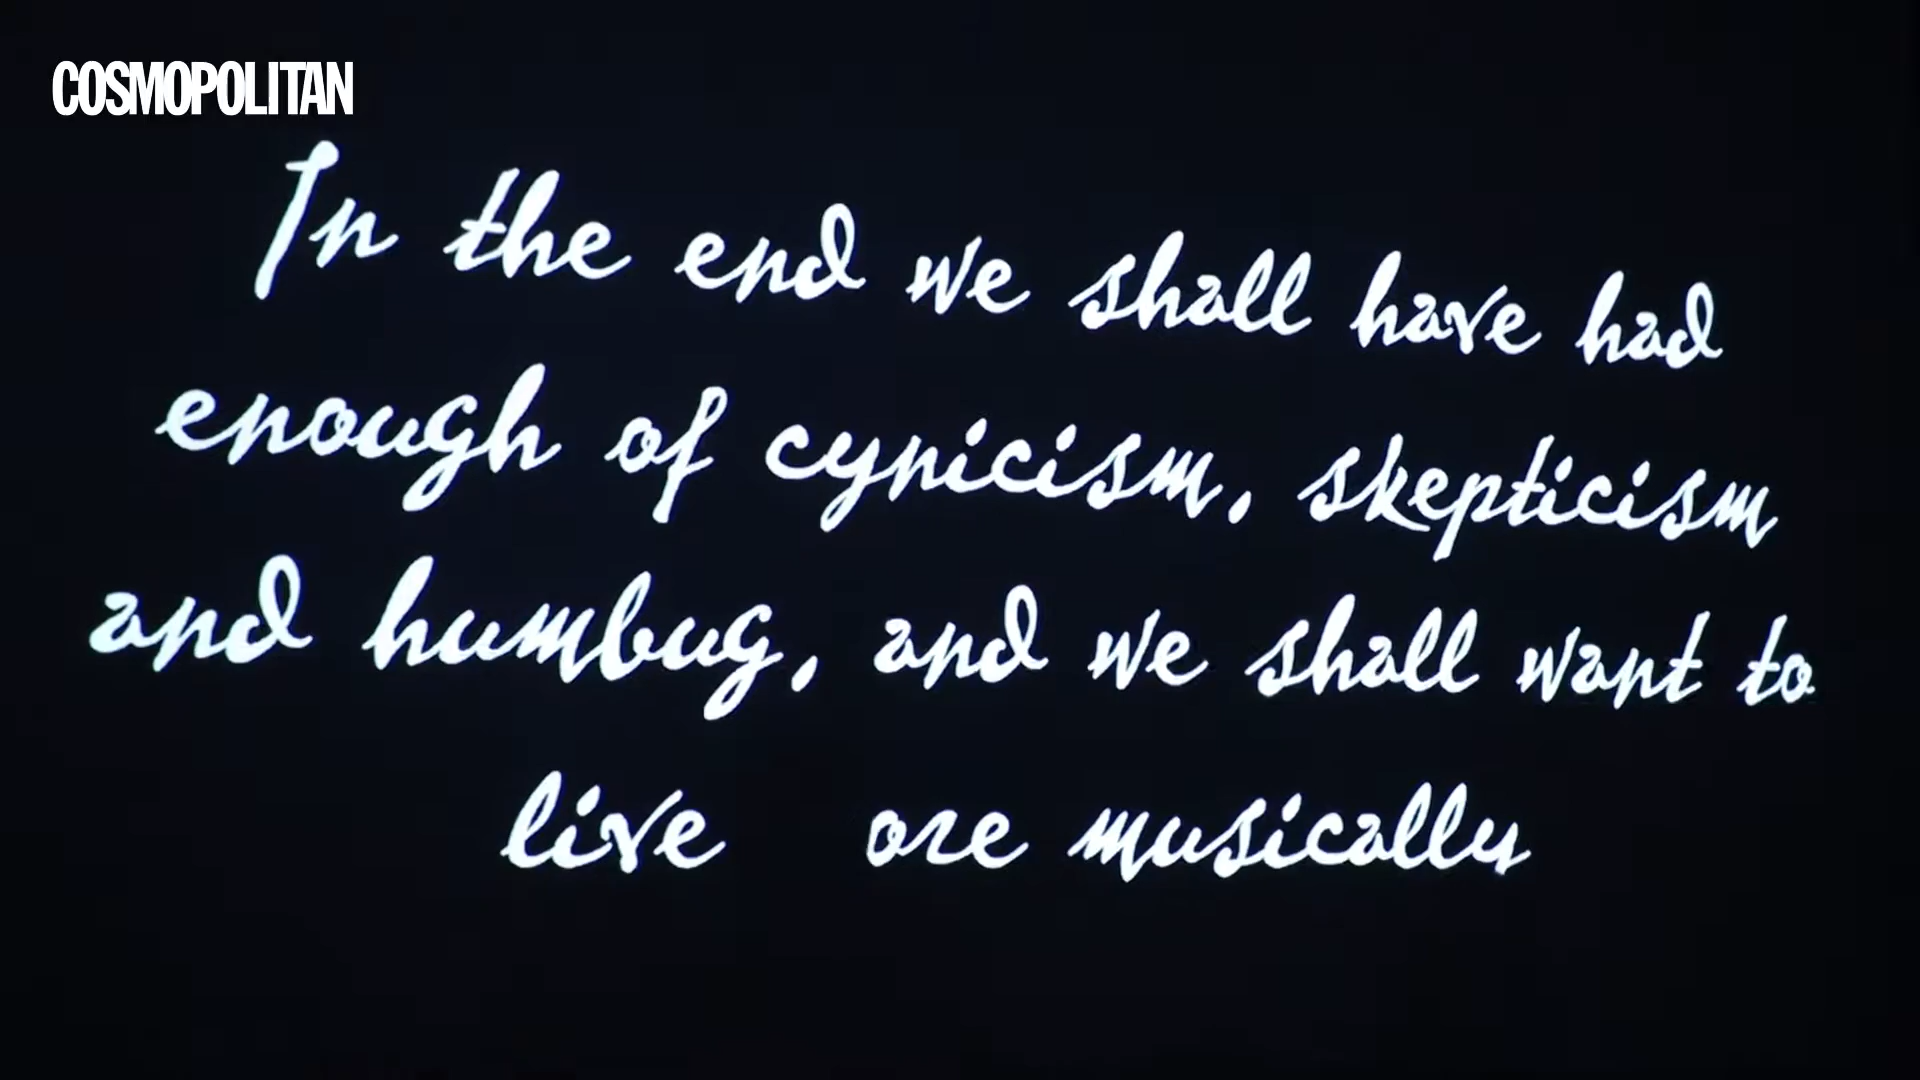 COSMOPOLITAN
In the end we shall have had
enough of cynicism, skepticism
and humbug, and we shall want to
live ore musically